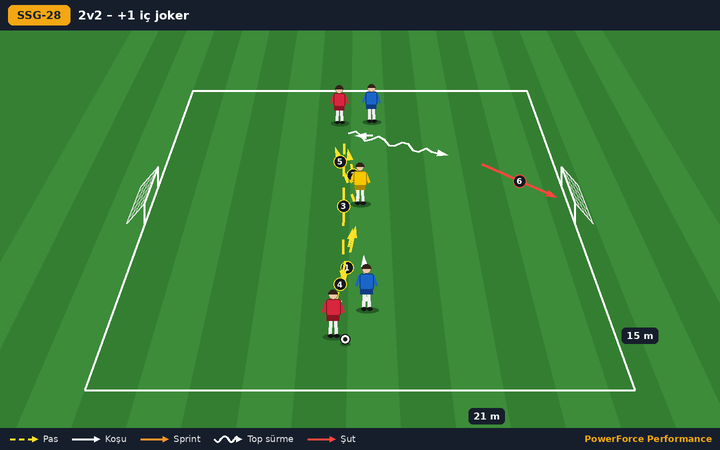 SSG-28 2v2 – +1 iç joker
5
3
1
4
6
15 m
21 m
Pas Koşu Sprint Top sürme Şut PowerForce Performance